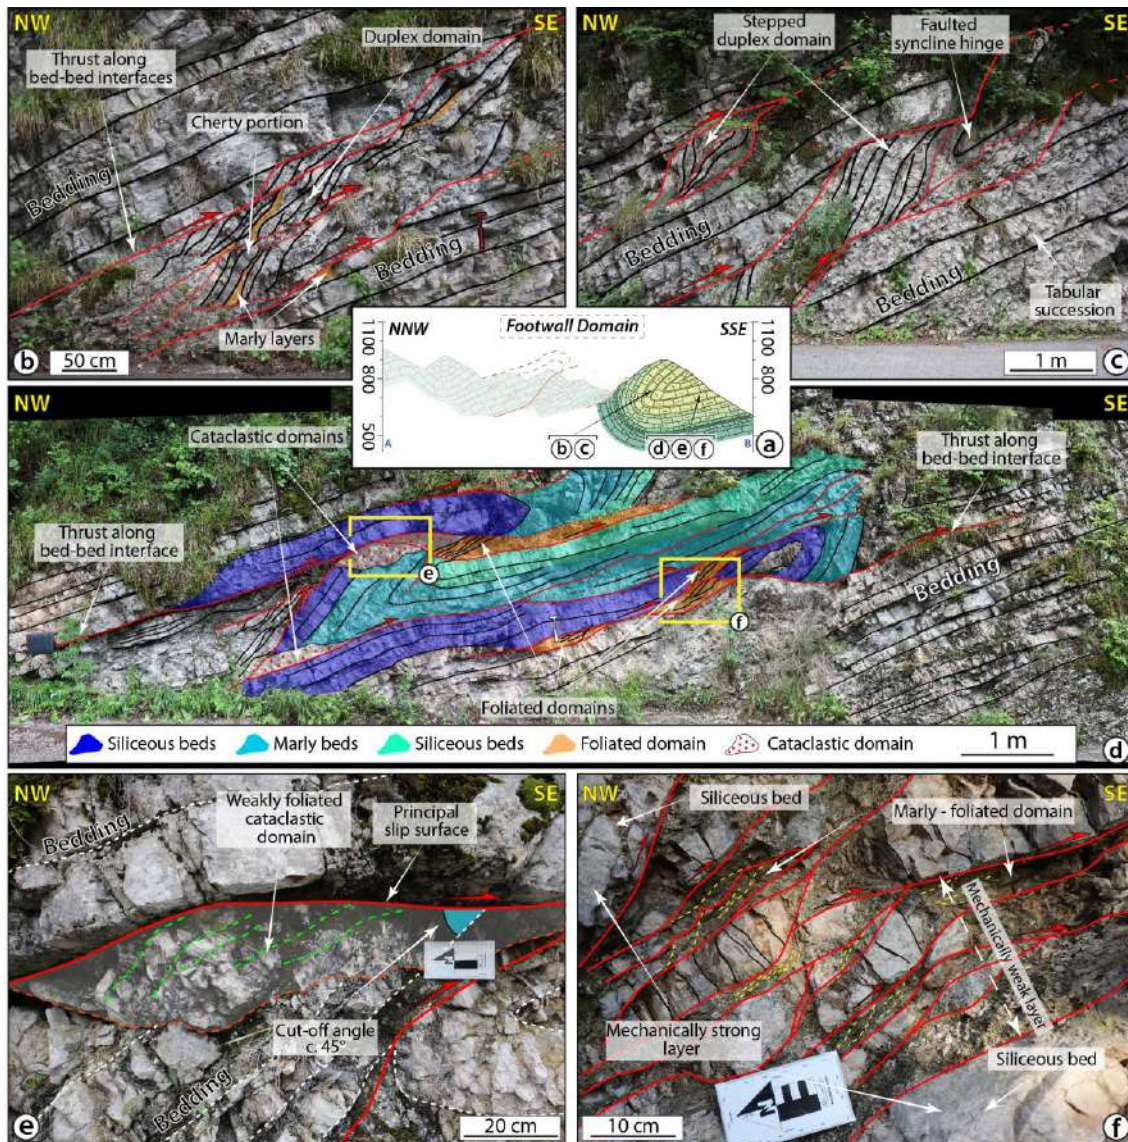 NW
SE
Duplex domain
Thrust along
bed-bed interfaces
Cherty portion
Bedding
Bedding
Marly layers
b
50 cm
NW
SE
Stepped
duplex domain
Faulted
syncline hinge
Bedding
Bedding
Tabular
succession
1 m
c
NNW
Footwall Domain
SSE
1100
800
500
1100
800
500
A
B
b c
d e f
a
NW
SE
Cataclastic domains
Thrust along
bed-bed interface
Thrust along
bed-bed interface
e
f
Bedding
Foliated domains
Siliceous beds
Marly beds
Siliceous beds
Foliated domain
Cataclastic domain
1 m
d
NW
SE
Weakly foliated
cataclastic
domain
Principal
slip surface
Bedding
Cut-off angle
c. 45°
Bedding
e
20 cm
NW
SE
Siliceous bed
Marly - foliated domain
Mechanically weak layer
Mechanically strong
layer
Siliceous bed
10 cm
f